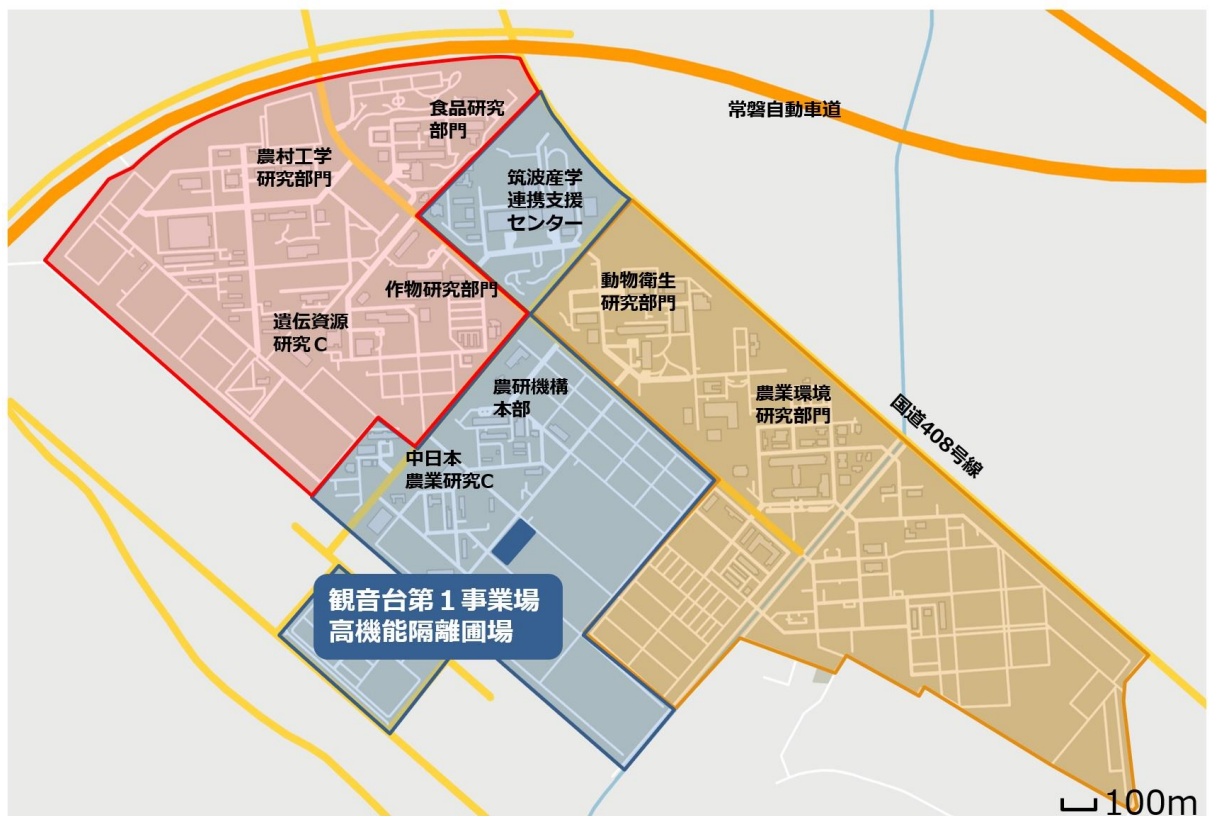 常磐自動車道
食品研究
部門
農村工学
研究部門
筑波産学
連携支援
センター
作物研究部門
動物衛生
研究部門
遺伝資源
研究C
農研機構
本部
農業環境
研究部門
国道408号線
中日本
農業研究C
観音台第１事業場
高機能隔離圃場
100m